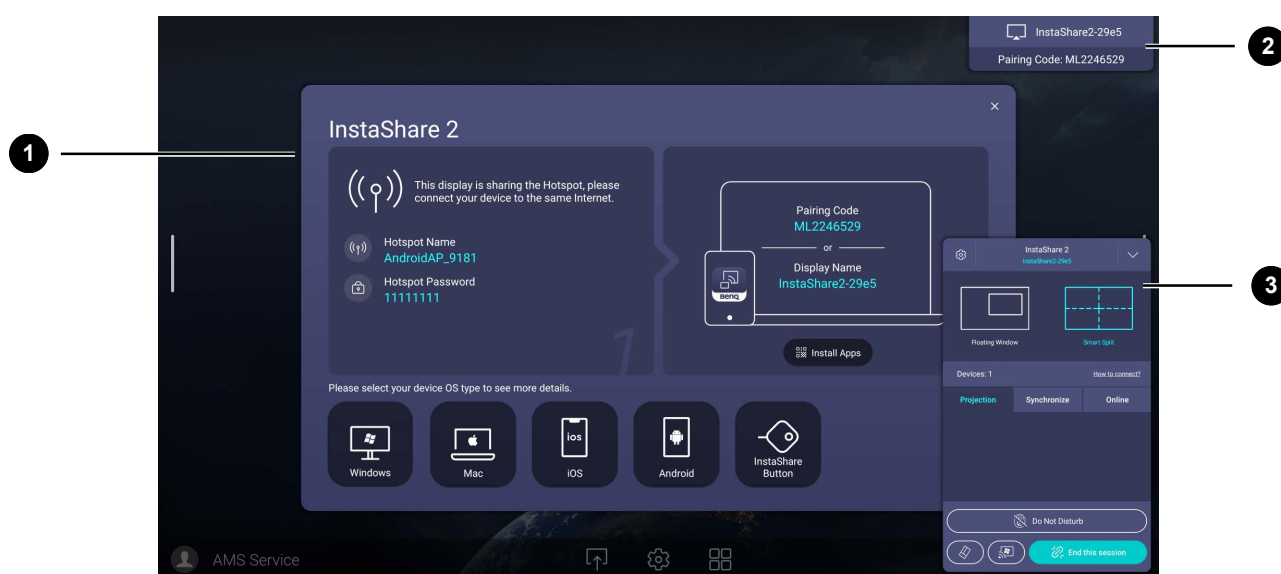 InstaShare2-29e5
Pairing Code: ML2246529
2
1
InstaShare 2
This display is sharing the Hotspot, please
connect your device to the same Internet.
Hotspot Name
AndroidAP_9181
Hotspot Password
11111111
1
Pairing Code
ML2246529
or
Display Name
InstaShare2-29e5
BenQ
Install Apps
Please select your device OS type to see more details.
Windows
Mac
ios
iOS
Android
InstaShare
Button
InstaShare 2
InstaShare2-29e5
3
Floating Window
Smart Split
Devices: 1
How to connect?
Projection
Synchronize
Online
Do Not Disturb
End this session
AMS Service